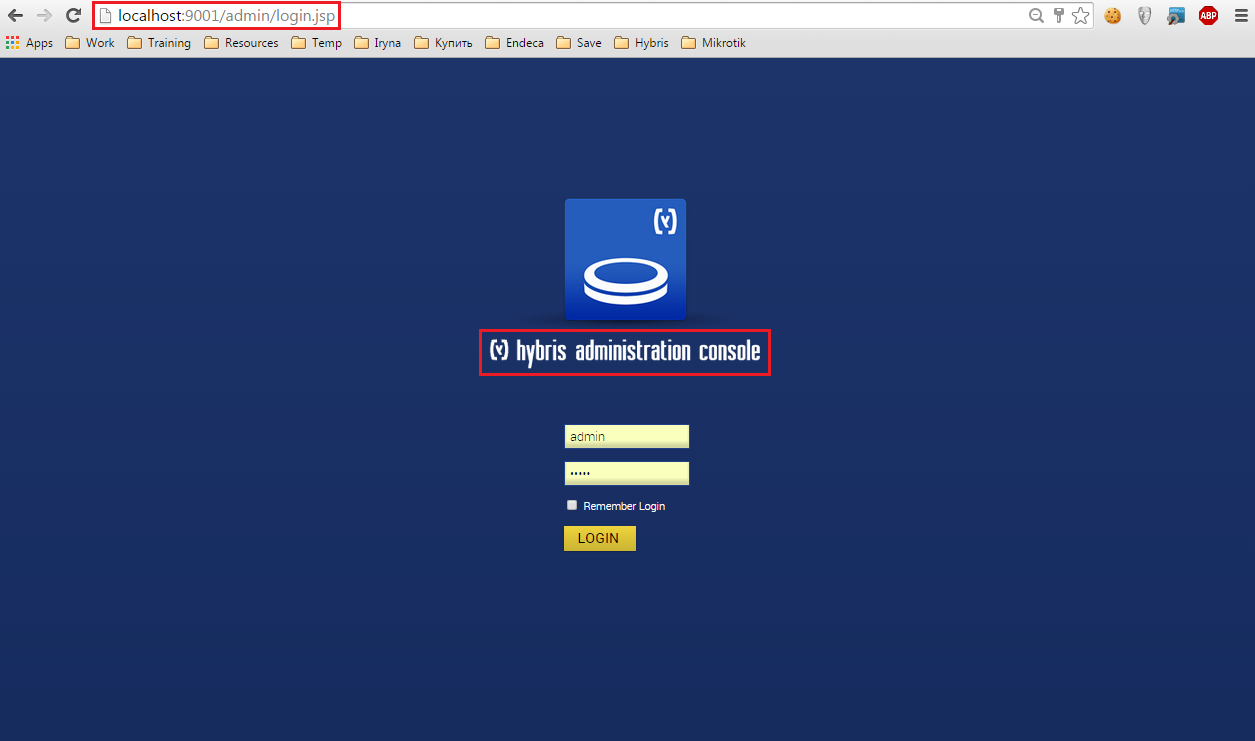 localhost:9001/admin/login.jsp
ABP
Apps Work Training Resources Temp Iryna Купить Endeca Save Hybris Mikrotik
(y)
(y) hybris administration console
admin
•••••
Remember Login
LOGIN